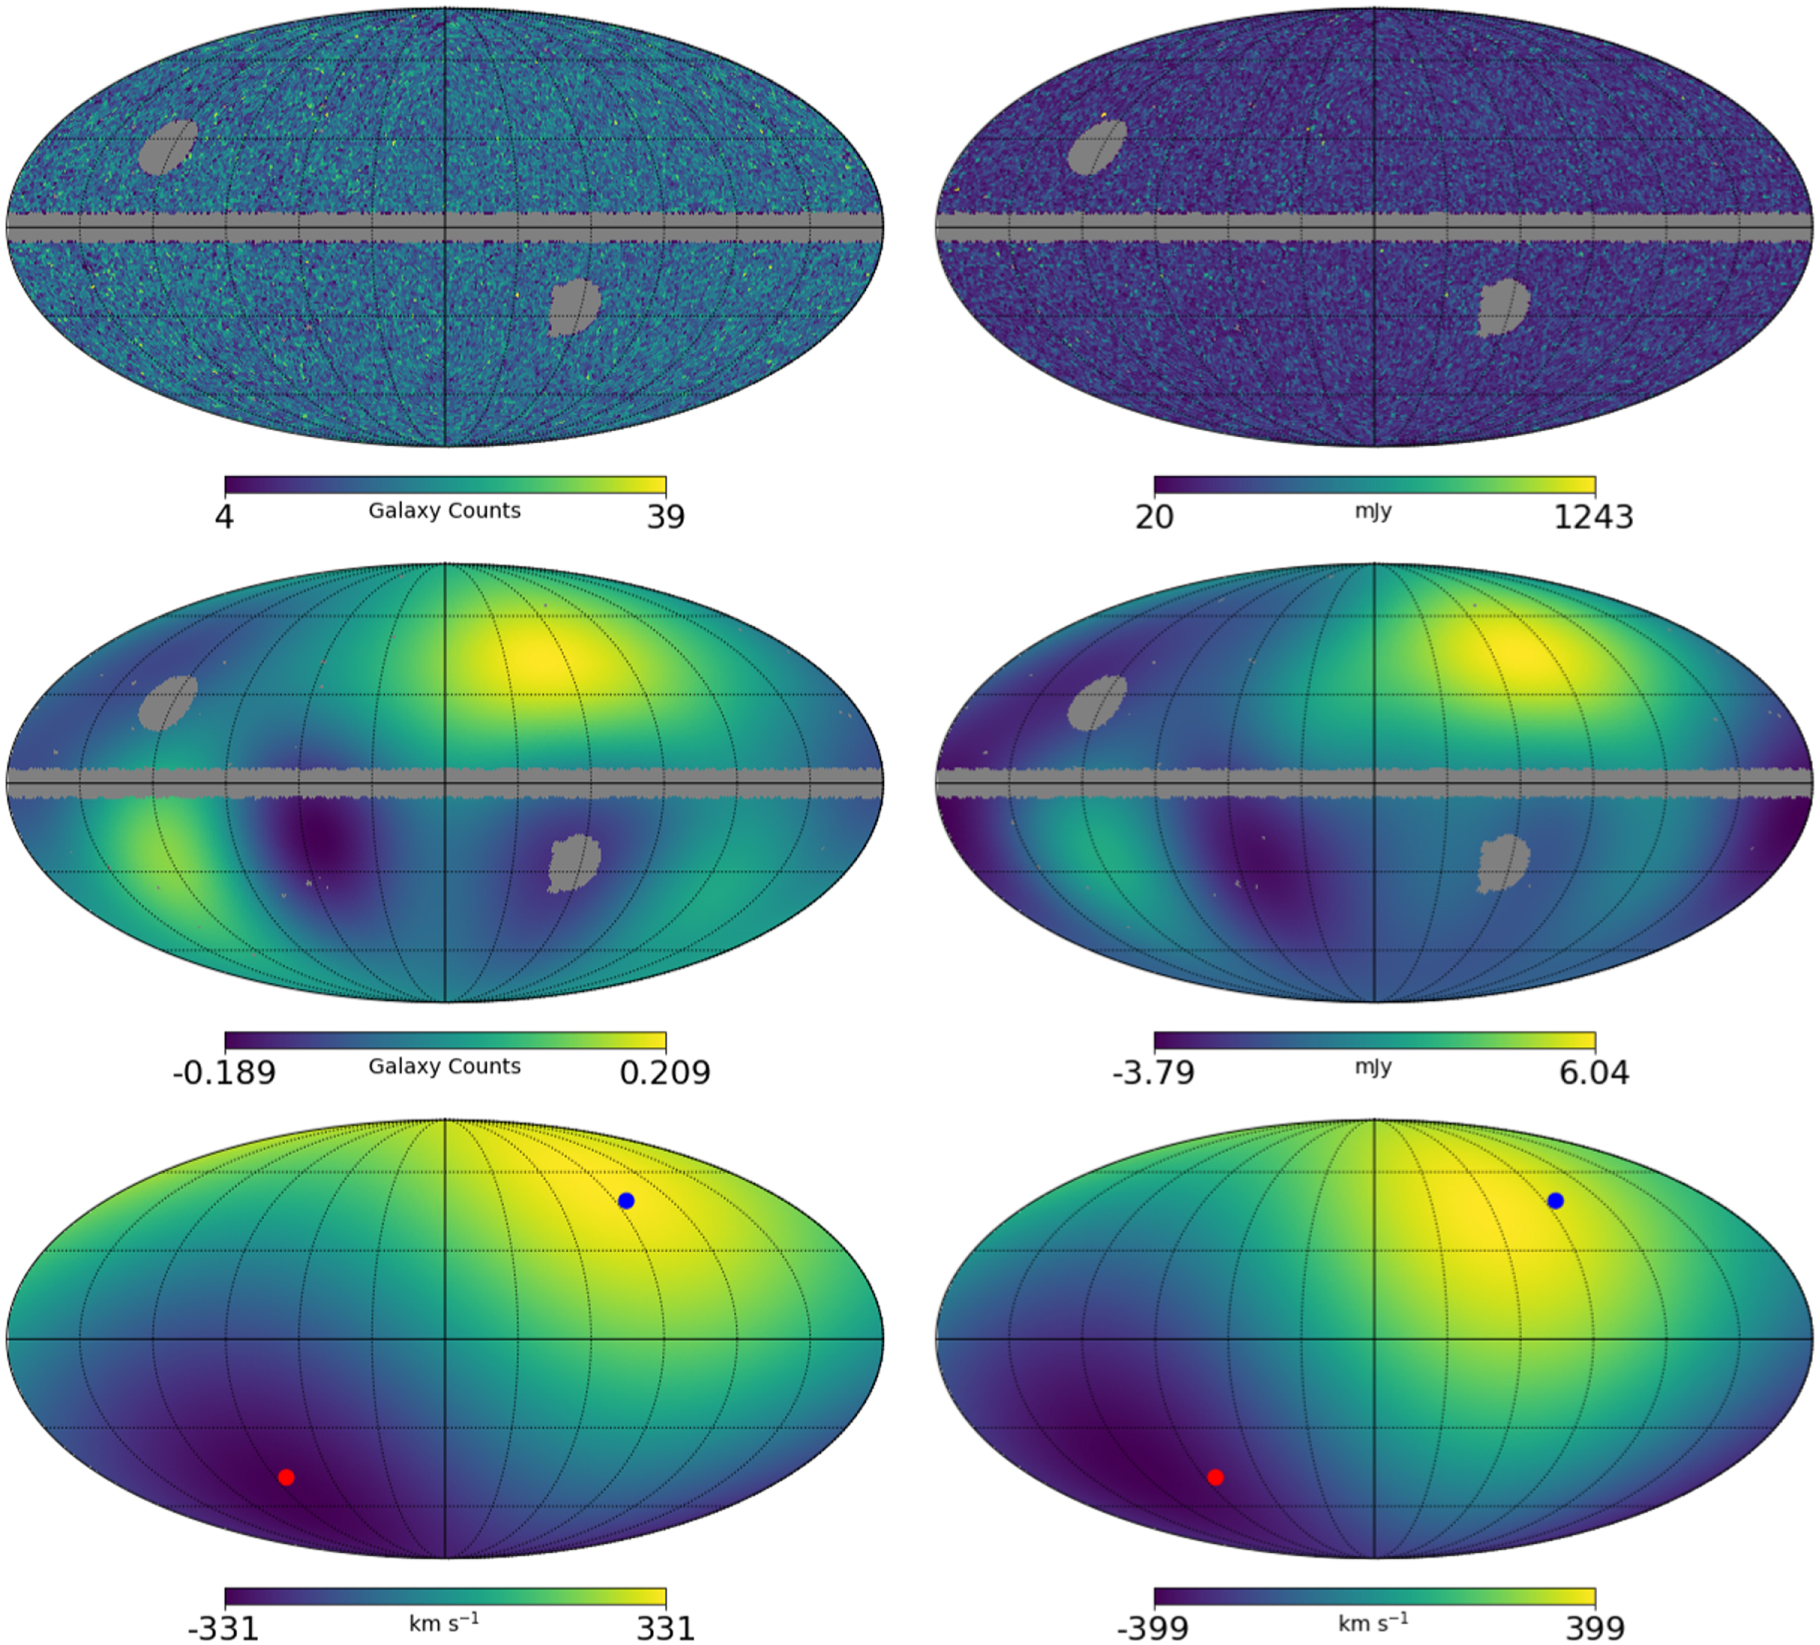 4 Galaxy Counts 39
20 mJy 1243
-0.189 Galaxy Counts 0.209
-3.79 mJy 6.04
-331 km s⁻¹ 331
-399 km s⁻¹ 399